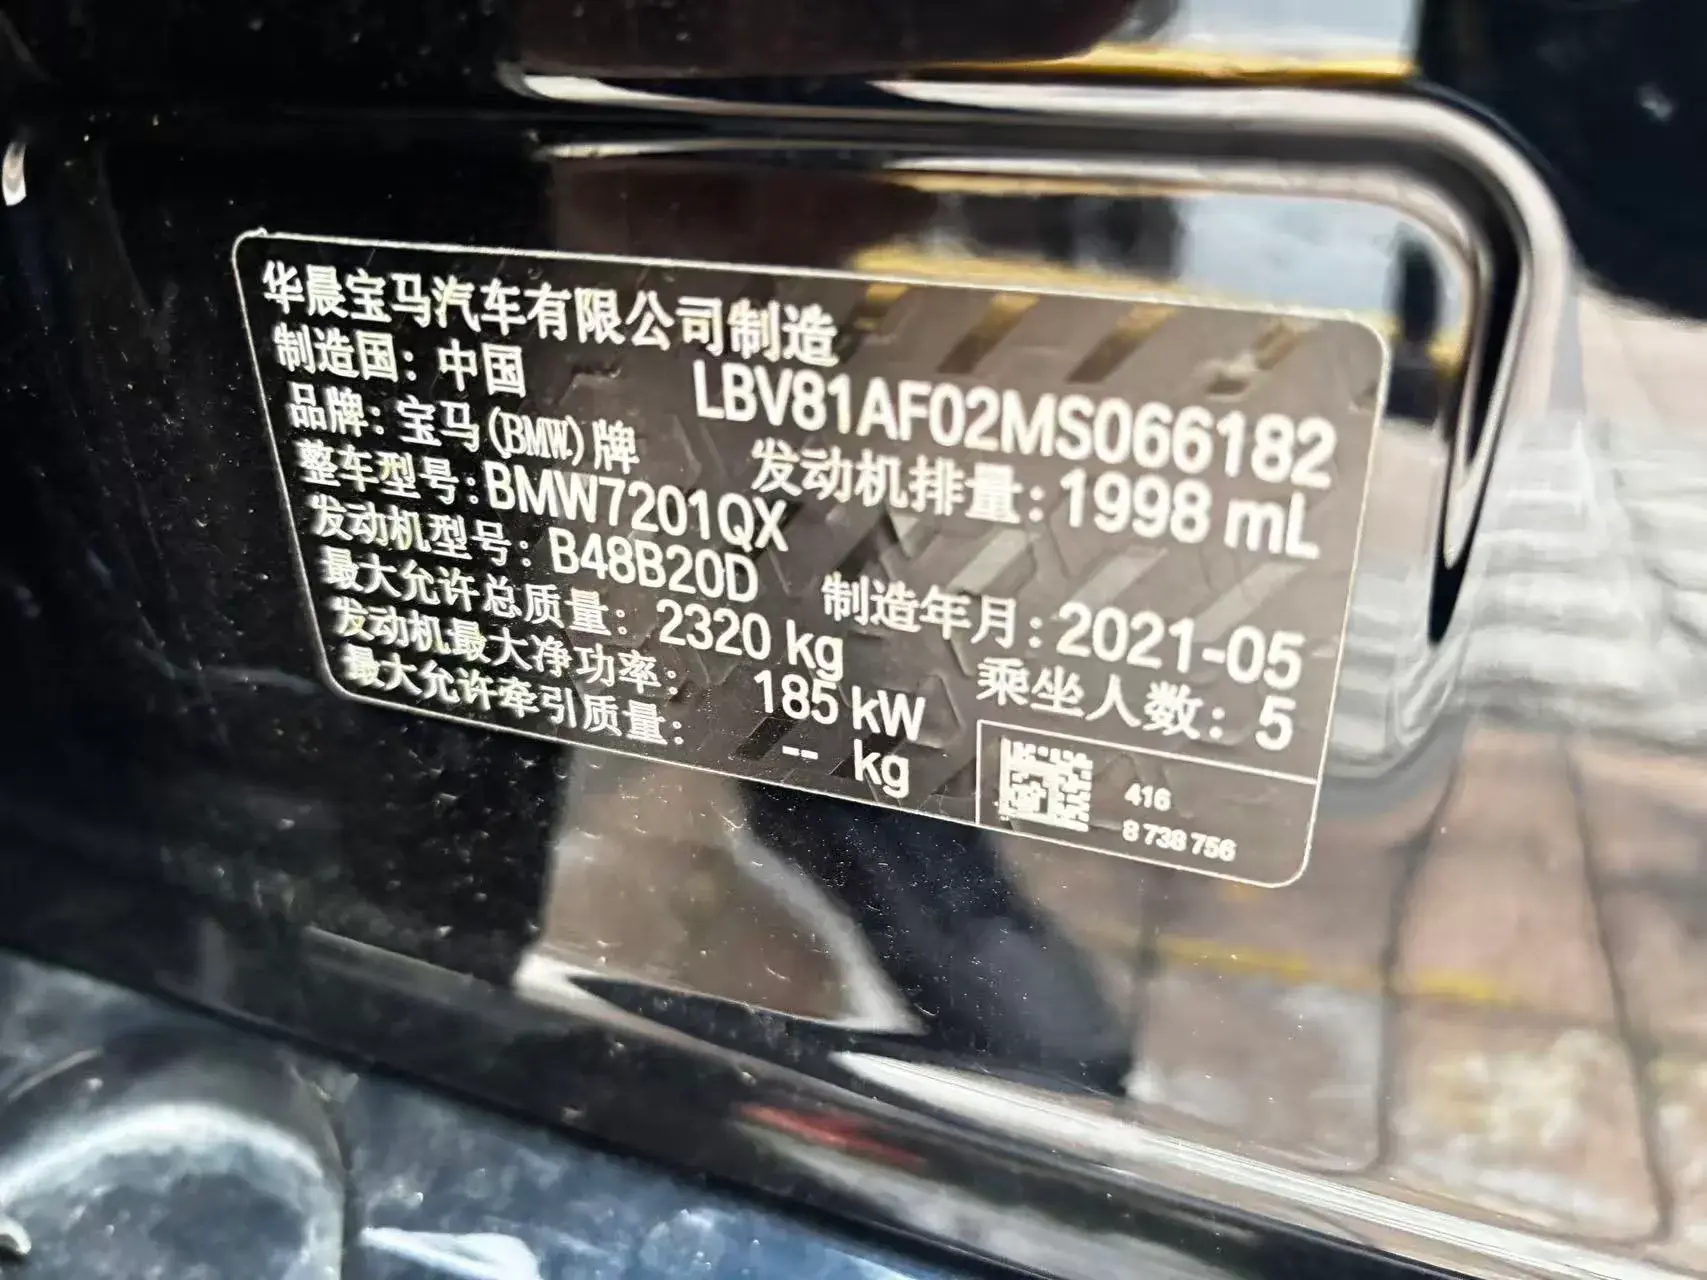 华晨宝马汽车有限公司制造
制造国：中国
LBV81AF02MS066182
品牌：宝马(BMW)牌
发动机排量：1998 mL
整车型号：BMW7201QX
发动机型号：B48B20D
制造年月：2021-05
最大允许总质量：2320 kg
乘坐人数：5
发动机最大净功率：185 kW
最大允许牵引质量：-- kg
416
8 738 756